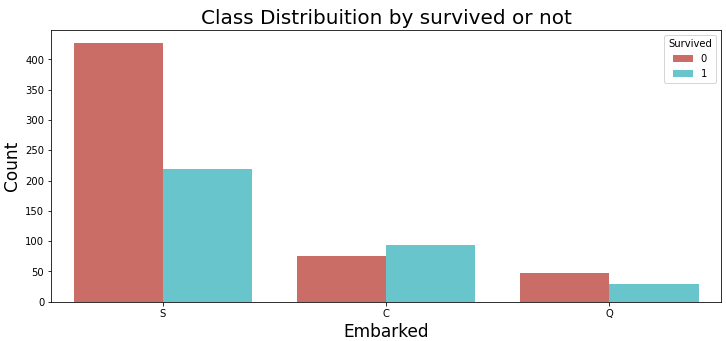 Class Distribuition by survived or not
Survived
0
1
400
350
300
250
200
150
100
50
0
Count
S
C
Q
Embarked